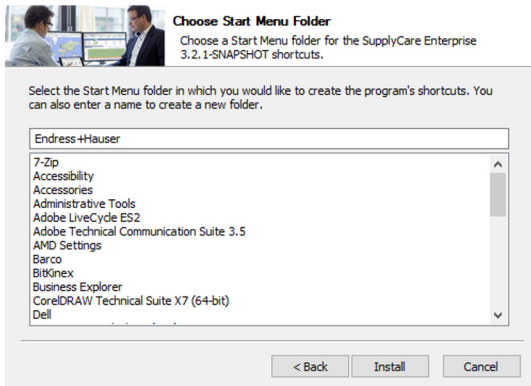 Choose Start Menu Folder
Choose a Start Menu folder for the SupplyCare Enterprise
3.2.1-SNAPSHOT shortcuts.
Select the Start Menu folder in which you would like to create the program's shortcuts. You
can also enter a name to create a new folder.
Endress+Hauser
7-Zip
Accessibility
Accessories
Administrative Tools
Adobe LiveCycle ES2
Adobe Technical Communication Suite 3.5
AMD Settings
Barco
BitKinex
Business Explorer
CorelDRAW Technical Suite X7 (64-bit)
Dell
< Back
Install
Cancel